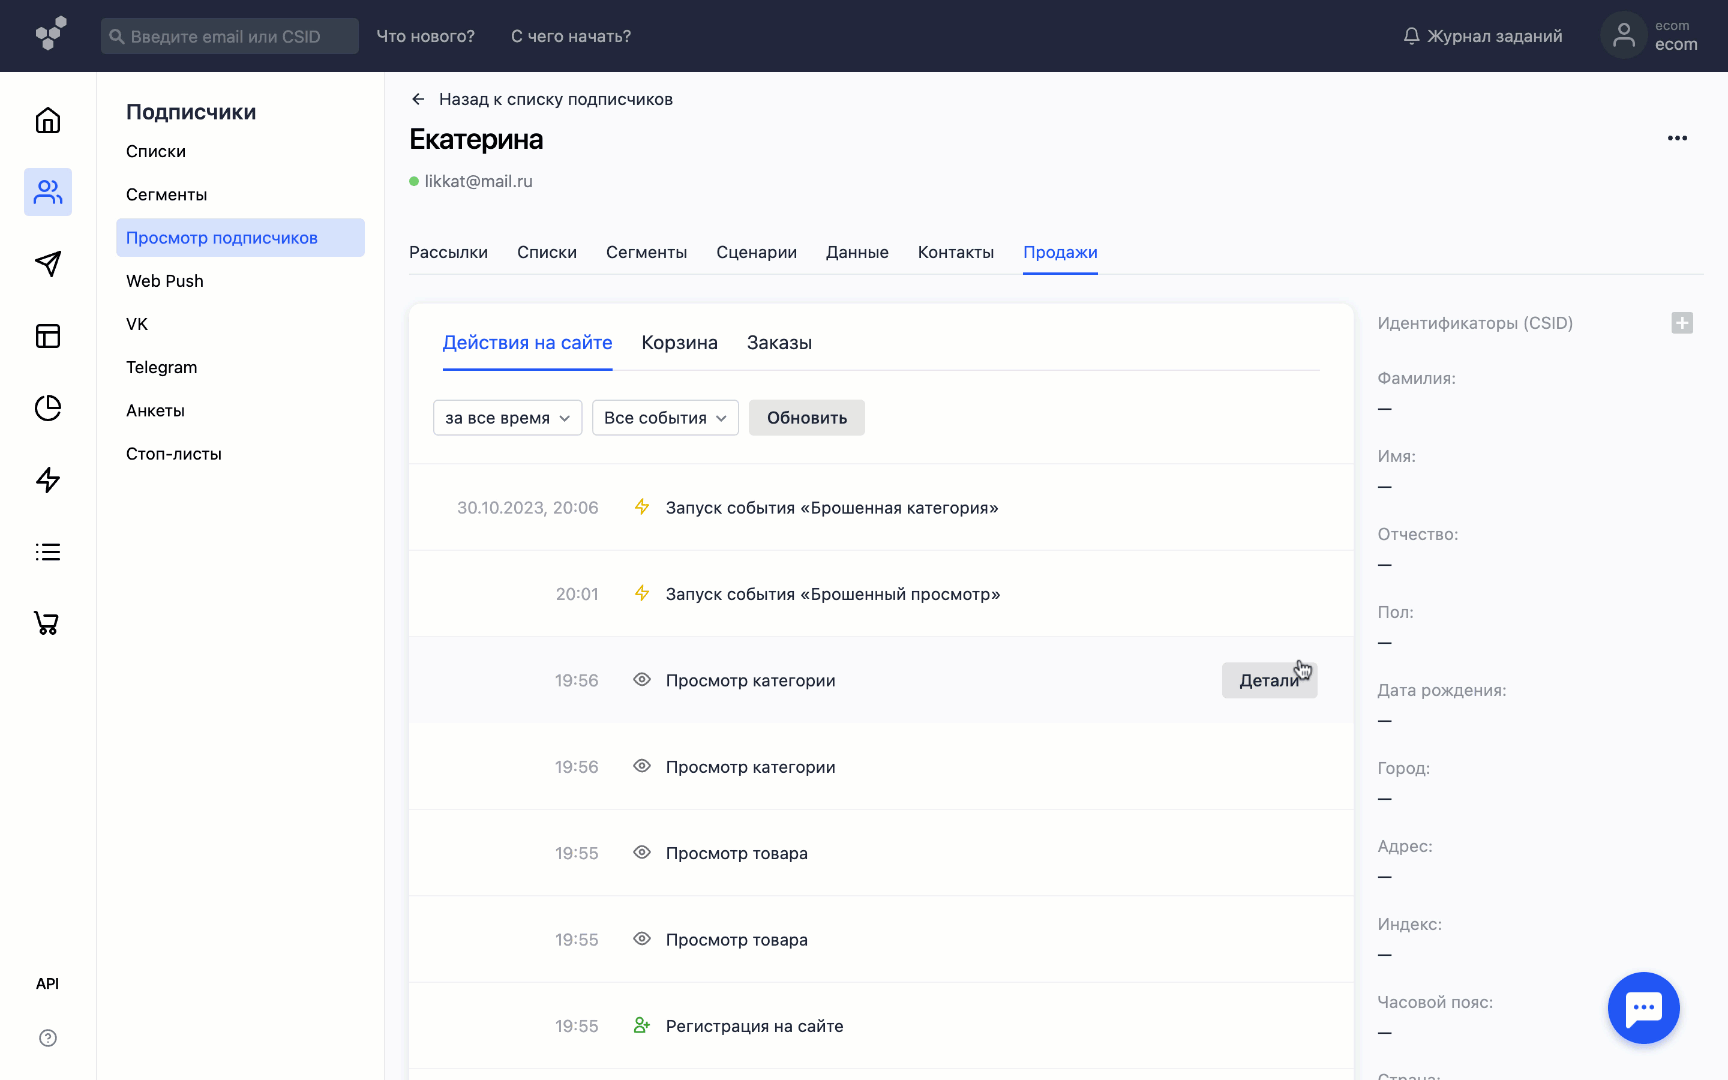 Введите email или CSID
Что нового?
С чего начать?
Журнал заданий
ecom
ecom
Подписчики
Списки
Сегменты
Просмотр подписчиков
Web Push
VK
Telegram
Анкеты
Стоп-листы
API
Назад к списку подписчиков
Екатерина
likkat@mail.ru
Рассылки Списки Сегменты Сценарии Данные Контакты Продажи
Действия на сайте Корзина Заказы
за все время Все события Обновить
30.10.2023, 20:06 Запуск события «Брошенная категория»
20:01 Запуск события «Брошенный просмотр»
19:56 Просмотр категории Детали
19:56 Просмотр категории
19:55 Просмотр товара
19:55 Просмотр товара
19:55 Регистрация на сайте
Идентификаторы (CSID)
Фамилия:
—
Имя:
—
Отчество:
—
Пол:
—
Дата рождения:
—
Город:
—
Адрес:
—
Индекс:
—
Часовой пояс:
—
Страна: